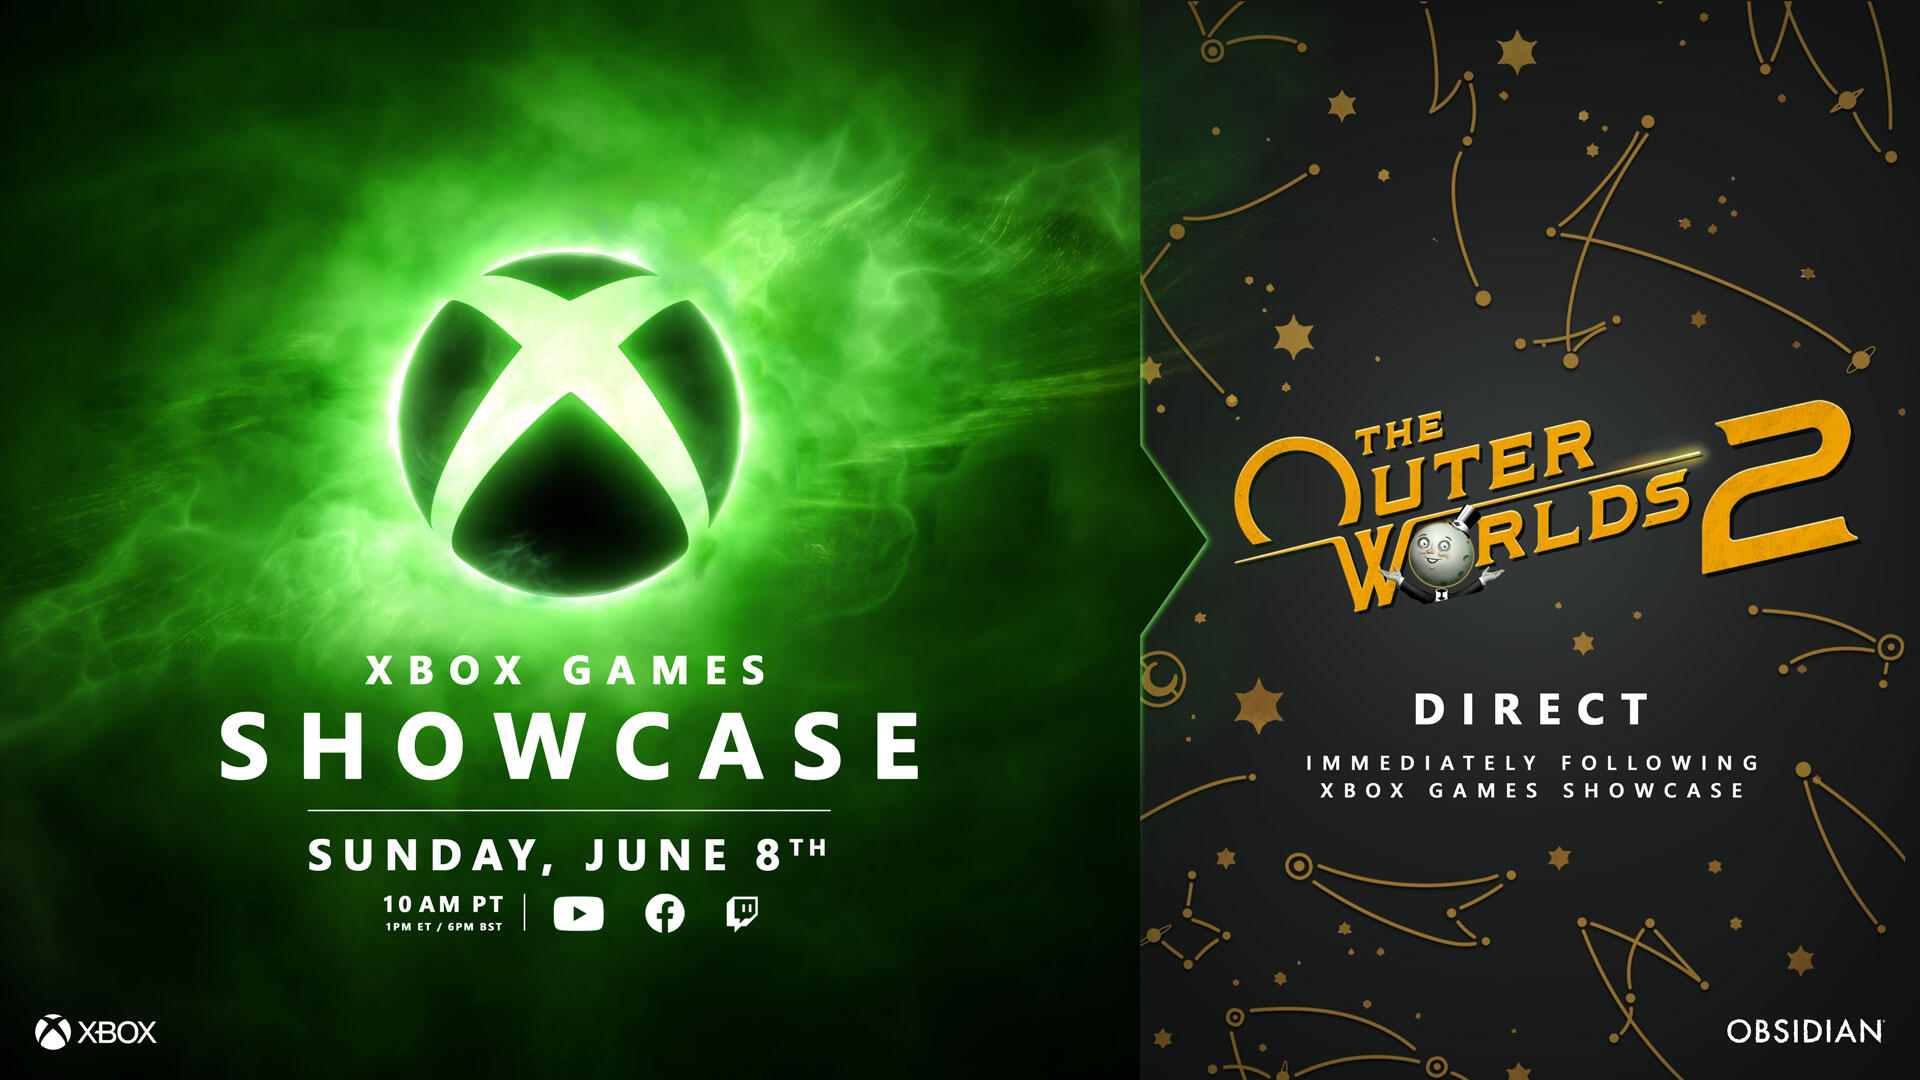 XBOX GAMES
SHOWCASE
SUNDAY, JUNE 8TH
10 AM PT
1PM ET / 6PM BST
XBOX
THE
OUTER
WORLDS 2
DIRECT
IMMEDIATELY FOLLOWING
XBOX GAMES SHOWCASE
OBSIDIAN